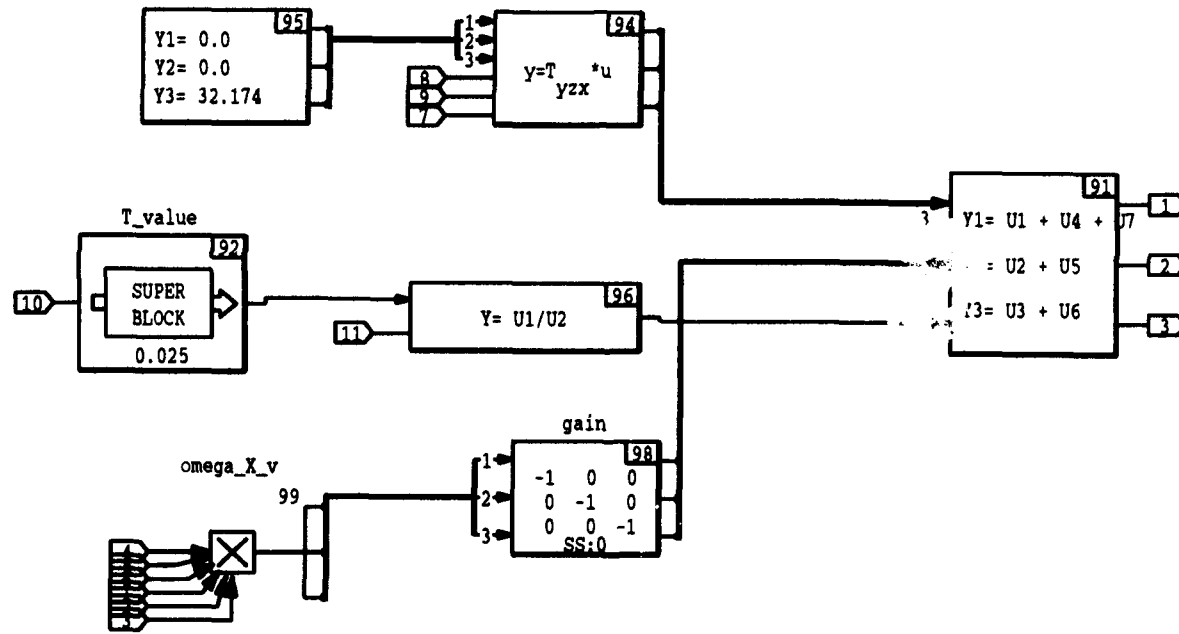 95
Y1= 0.0
Y2= 0.0
Y3= 32.174
1
2
3
8
9
7
94
y=T yzx *u
91
3 Y1= U1 + U4 + U7
= U2 + U5
Y3= U3 + U6
1
2
3
T_value
92
10
SUPER
BLOCK
0.025
96
11
Y= U1/U2
gain
98
1
2
3
-1 0 0
0 -1 0
0 0 -1
SS:0
omega_X_v
99